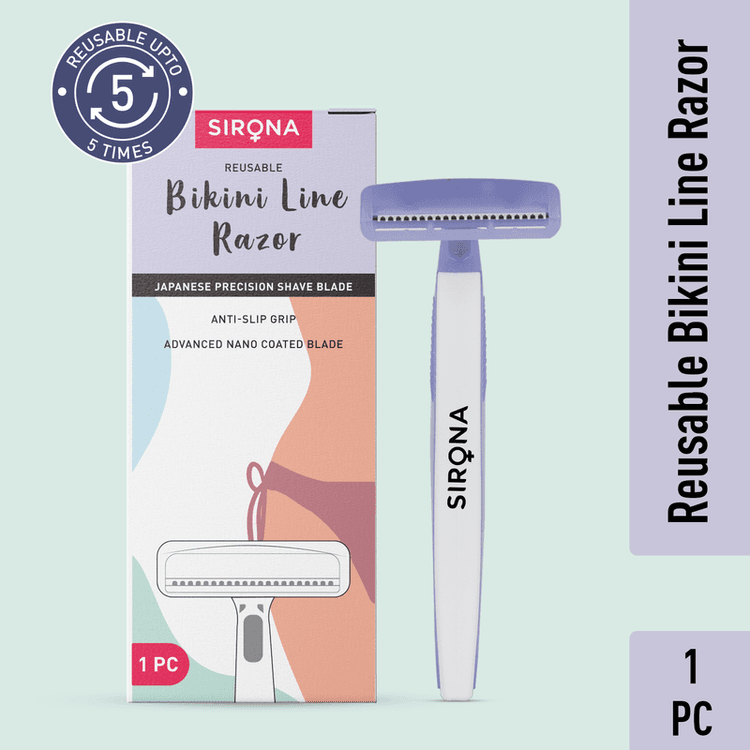 REUSABLE UPTO
5
5 TIMES
SIRONA
REUSABLE
Bikini Line
Razor
JAPANESE PRECISION SHAVE BLADE
ANTI-SLIP GRIP
ADVANCED NANO COATED BLADE
1 PC
SIRONA
Reusable Bikini Line Razor
1
PC